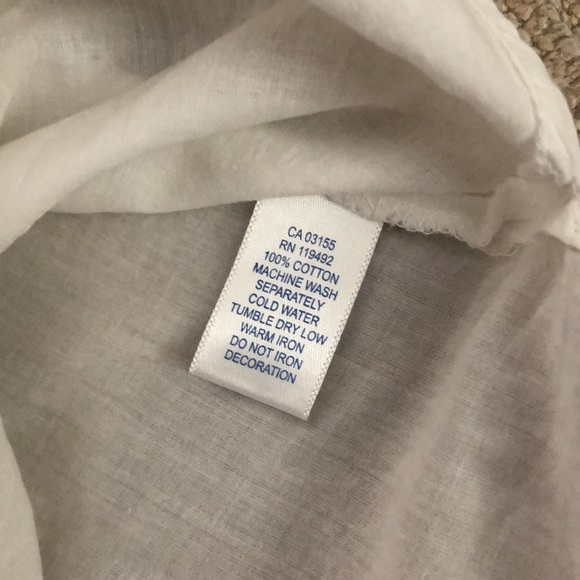 CA 03155
RN 119492
100% COTTON
MACHINE WASH
SEPARATELY
COLD WATER
TUMBLE DRY LOW
WARM IRON
DO NOT IRON
DECORATION